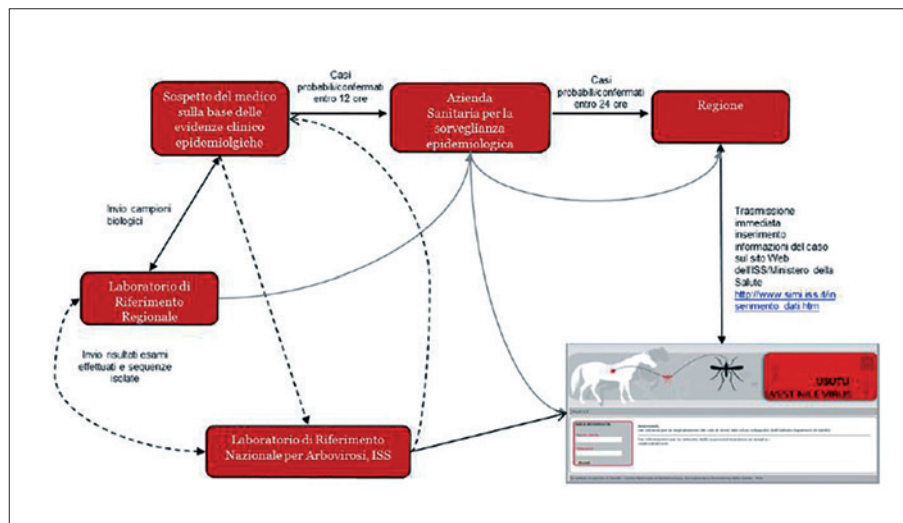 Casi
probabili/confermati
entro 12 ore
Casi
probabili/confermati
entro 24 ore
Sospetto del medico
sulla base delle
evidenze clinico
epidemiolgiche
Azienda
Sanitaria per la
sorveglianza
epidemiologica
Regione
Invio campioni
biologici
Trasmissione
immediata
inserimento
informazioni del caso
sul sito Web
dell'ISS/Ministero della
Salute
http://www.simi.iss.it/in
serimento_dati.htm
Laboratorio di
Riferimento
Regionale
Invio risultati esami
effettuati e sequenze
isolate
USUTU
WEST NILE VIRUS
Laboratorio di Riferimento
Nazionale per Arbovirosi, ISS